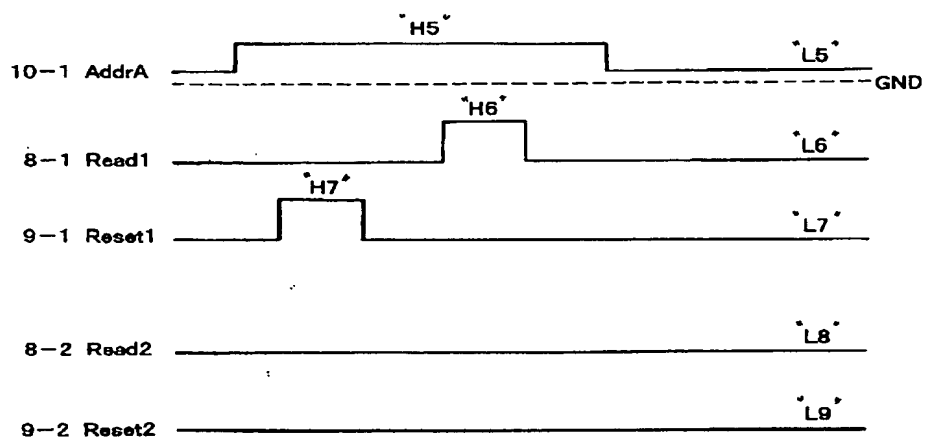 "H5"
10-1 AddrA "L5"
GND
"H6"
8-1 Read1 "L6"
"H7"
9-1 Reset1 "L7"
8-2 Read2 "L8"
9-2 Reset2 "L9"